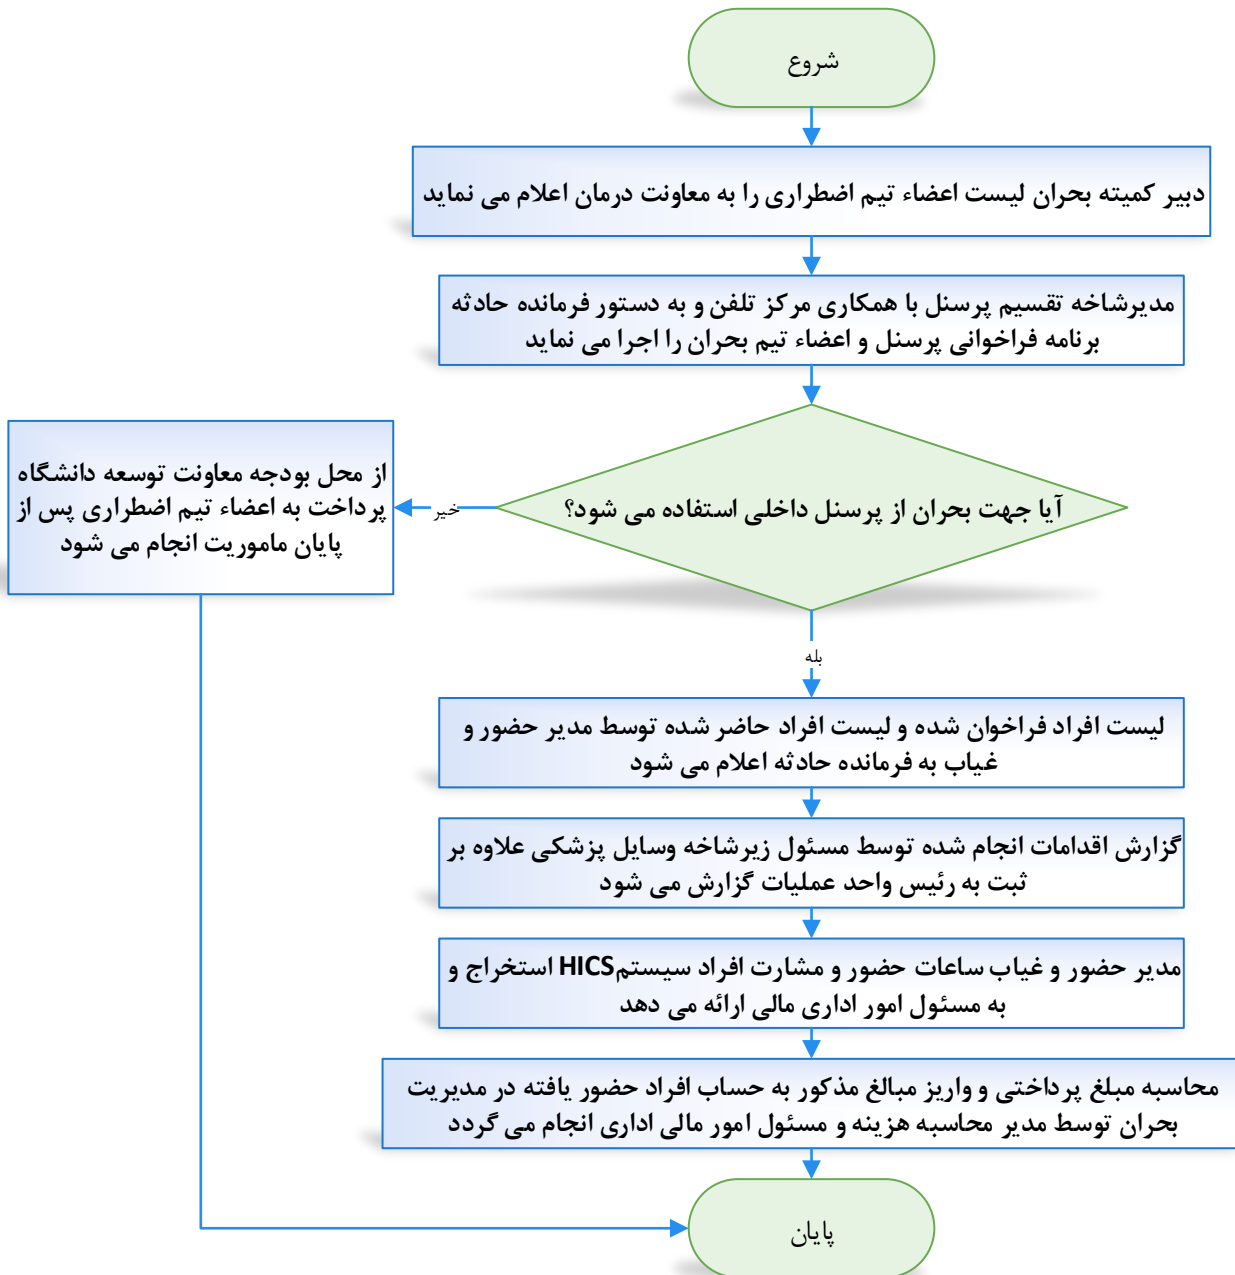 شروع
دبیر کمیته بحران لیست اعضاء تیم اضطراری را به معاونت درمان اعلام می نماید
مدیرشاخه تقسیم پرسنل با همکاری مرکز تلفن و به دستور فرمانده حادثه
برنامه فراخوانی پرسنل و اعضاء تیم بحران را اجرا می نماید
آیا جهت بحران از پرسنل داخلی استفاده می شود؟
خیر
از محل بودجه معاونت توسعه دانشگاه
پرداخت به اعضاء تیم اضطراری پس از
پایان ماموریت انجام می شود
بله
لیست افراد فراخوان شده و لیست افراد حاضر شده توسط مدیر حضور و
غیاب به فرمانده حادثه اعلام می شود
گزارش اقدامات انجام شده توسط مسئول زیرشاخه وسایل پزشکی علاوه بر
ثبت به رئیس واحد عملیات گزارش می شود
مدیر حضور و غیاب ساعات حضور و مشارت افراد سیستمHICS استخراج و
به مسئول امور اداری مالی ارائه می دهد
محاسبه مبلغ پرداختی و واریز مبالغ مذکور به حساب افراد حضور یافته در مدیریت
بحران توسط مدیر محاسبه هزینه و مسئول امور مالی اداری انجام می گردد
پایان